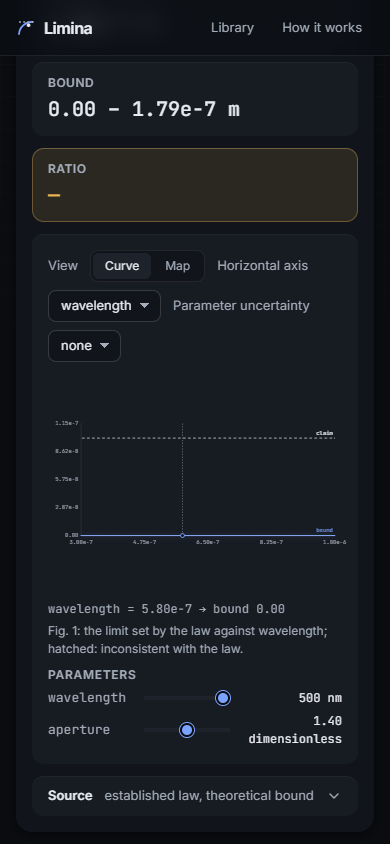 Limina Library How it works
BOUND
0.00 – 1.79e-7 m
RATIO
—
View Curve Map Horizontal axis
wavelength Parameter uncertainty
none
1.15e-7
claim
8.62e-8
5.75e-8
2.87e-8
bound
0.00
3.00e-7 4.75e-7 6.50e-7 8.25e-7 1.00e-6
wavelength = 5.80e-7 → bound 0.00
Fig. 1: the limit set by the law against wavelength;
hatched: inconsistent with the law.
PARAMETERS
wavelength 500 nm
aperture 1.40
dimensionless
Source established law, theoretical bound